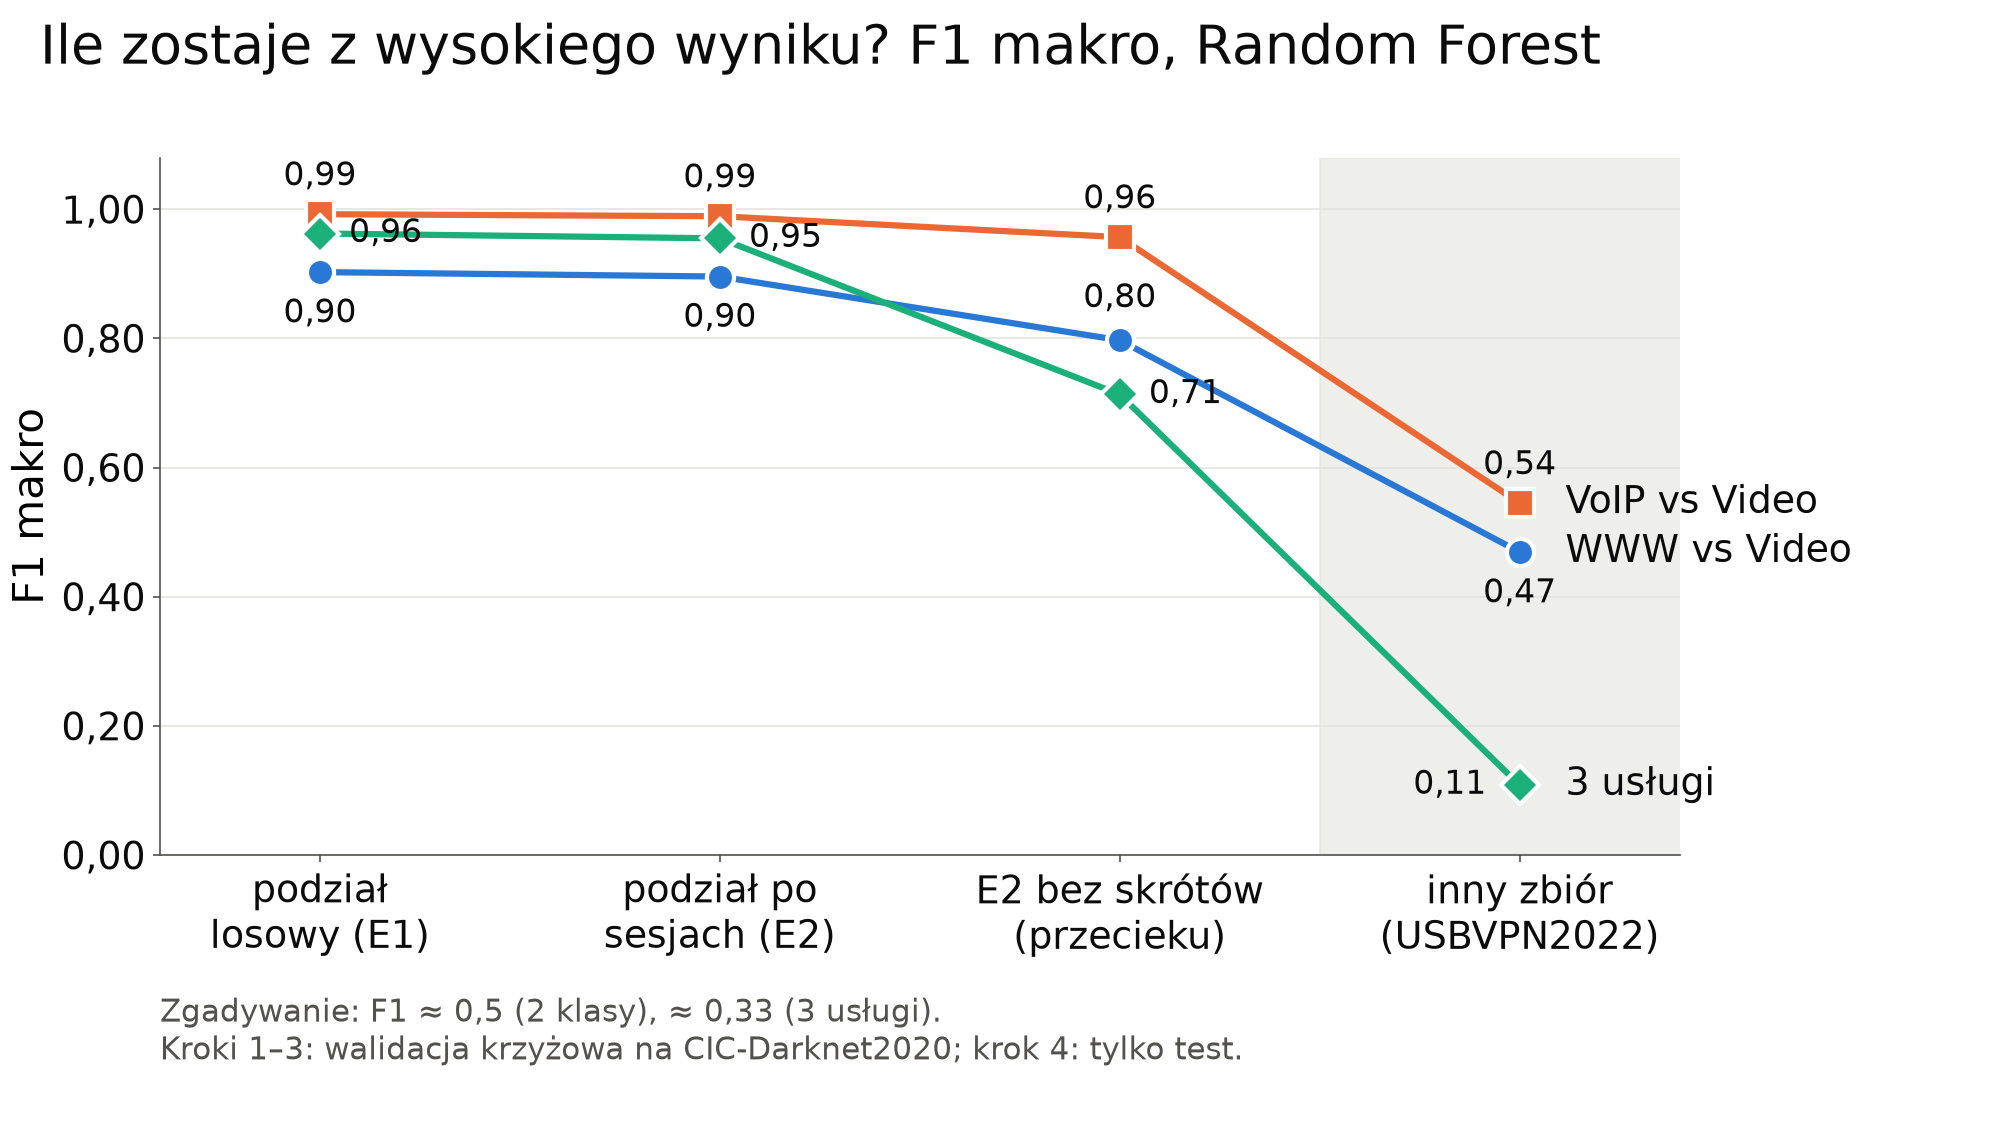 Ile zostaje z wysokiego wyniku? F1 makro, Random Forest
F1 makro
1,00
0,80
0,60
0,40
0,20
0,00
0,99
0,96
0,90
0,99
0,95
0,90
0,96
0,80
0,71
0,54
VoIP vs Video
WWW vs Video
0,47
0,11
3 usługi
podział
losowy (E1)
podział po
sesjach (E2)
E2 bez skrótów
(przecieku)
inny zbiór
(USBVPN2022)
Zgadywanie: F1 ≈ 0,5 (2 klasy), ≈ 0,33 (3 usługi).
Kroki 1–3: walidacja krzyżowa na CIC-Darknet2020; krok 4: tylko test.